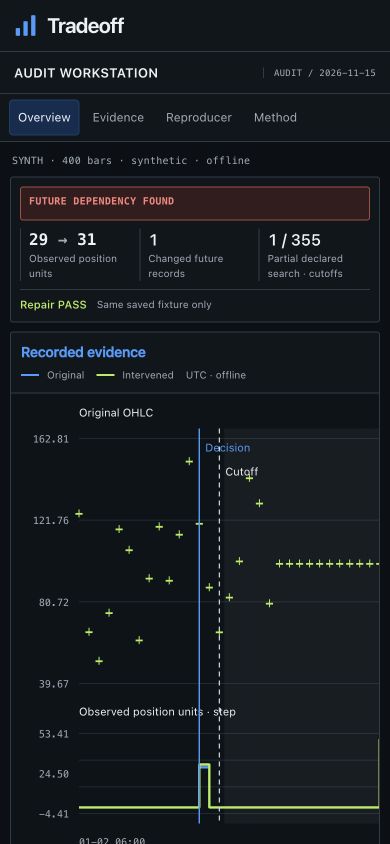 Tradeoff
AUDIT WORKSTATION
AUDIT / 2026-11-15
Overview Evidence Reproducer Method
SYNTH · 400 bars · synthetic · offline
FUTURE DEPENDENCY FOUND
29 → 31
Observed position
units
1
Changed future
records
1 / 355
Partial declared
search · cutoffs
Repair PASS Same saved fixture only
Recorded evidence
Original Intervened UTC · offline
Original OHLC
162.81
Decision
Cutoff
121.76
80.72
39.67
Observed position units · step
53.41
24.50
−4.41
01-02 06:00